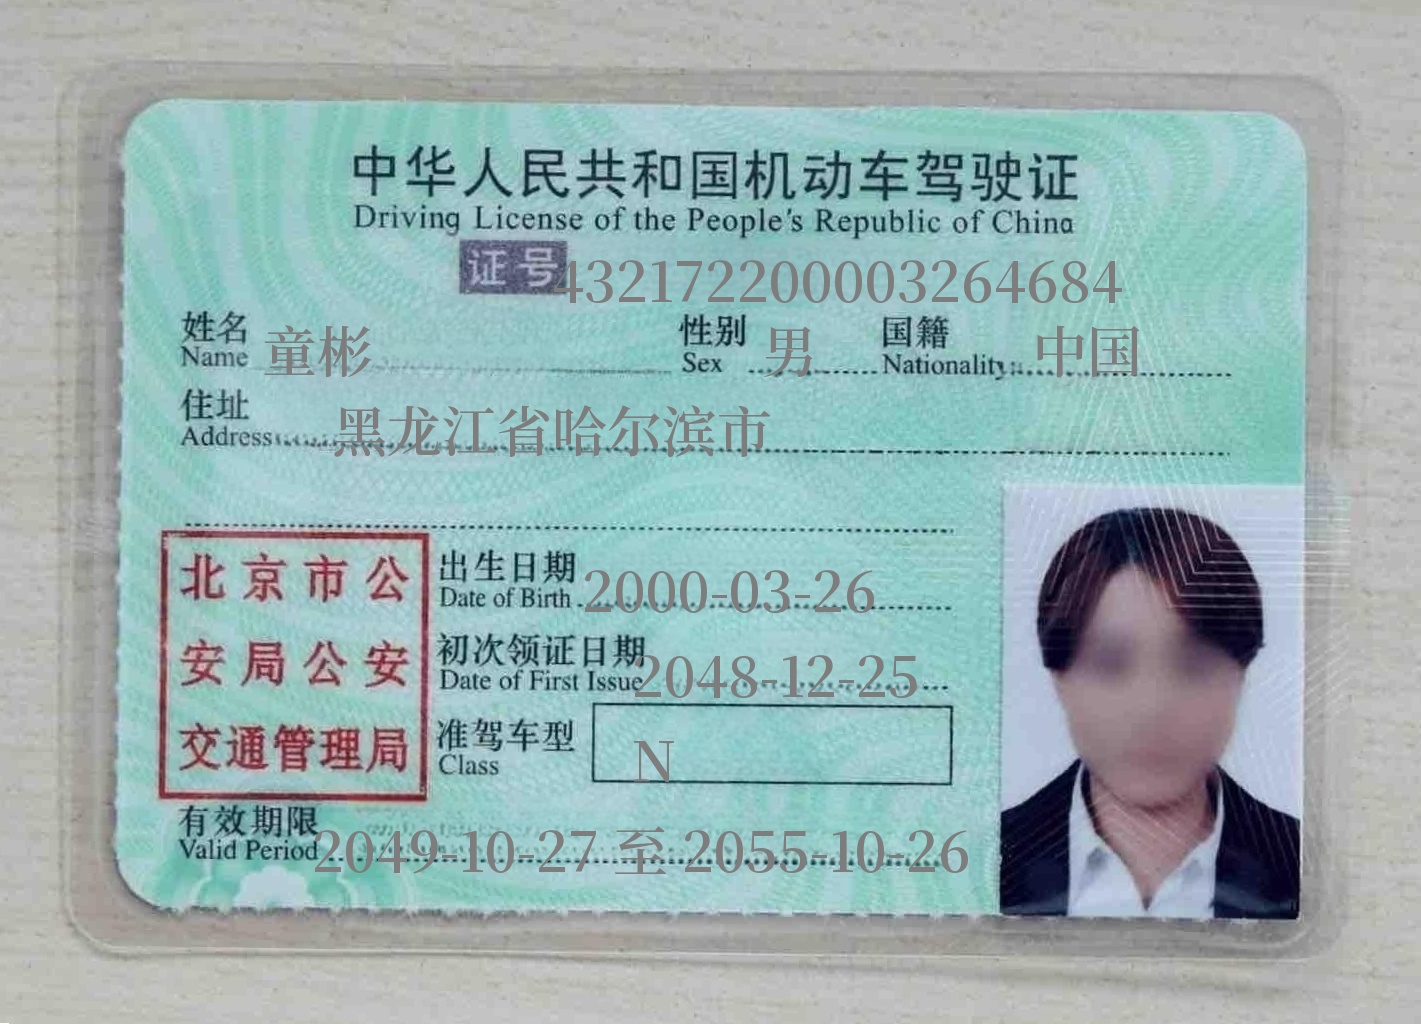 中华人民共和国机动车驾驶证
Driving License of the People's Republic of China
证号 432172200003264684
姓名 童彬 性别 男 国籍 中国
Name Sex Nationality
住址 黑龙江省哈尔滨市
Address
北京市公
安局公安
交通管理局
出生日期 2000-03-26
Date of Birth
初次领证日期 2048-12-25
Date of First Issue
准驾车型 N
Class
有效期限 2049-10-27 至 2055-10-26
Valid Period